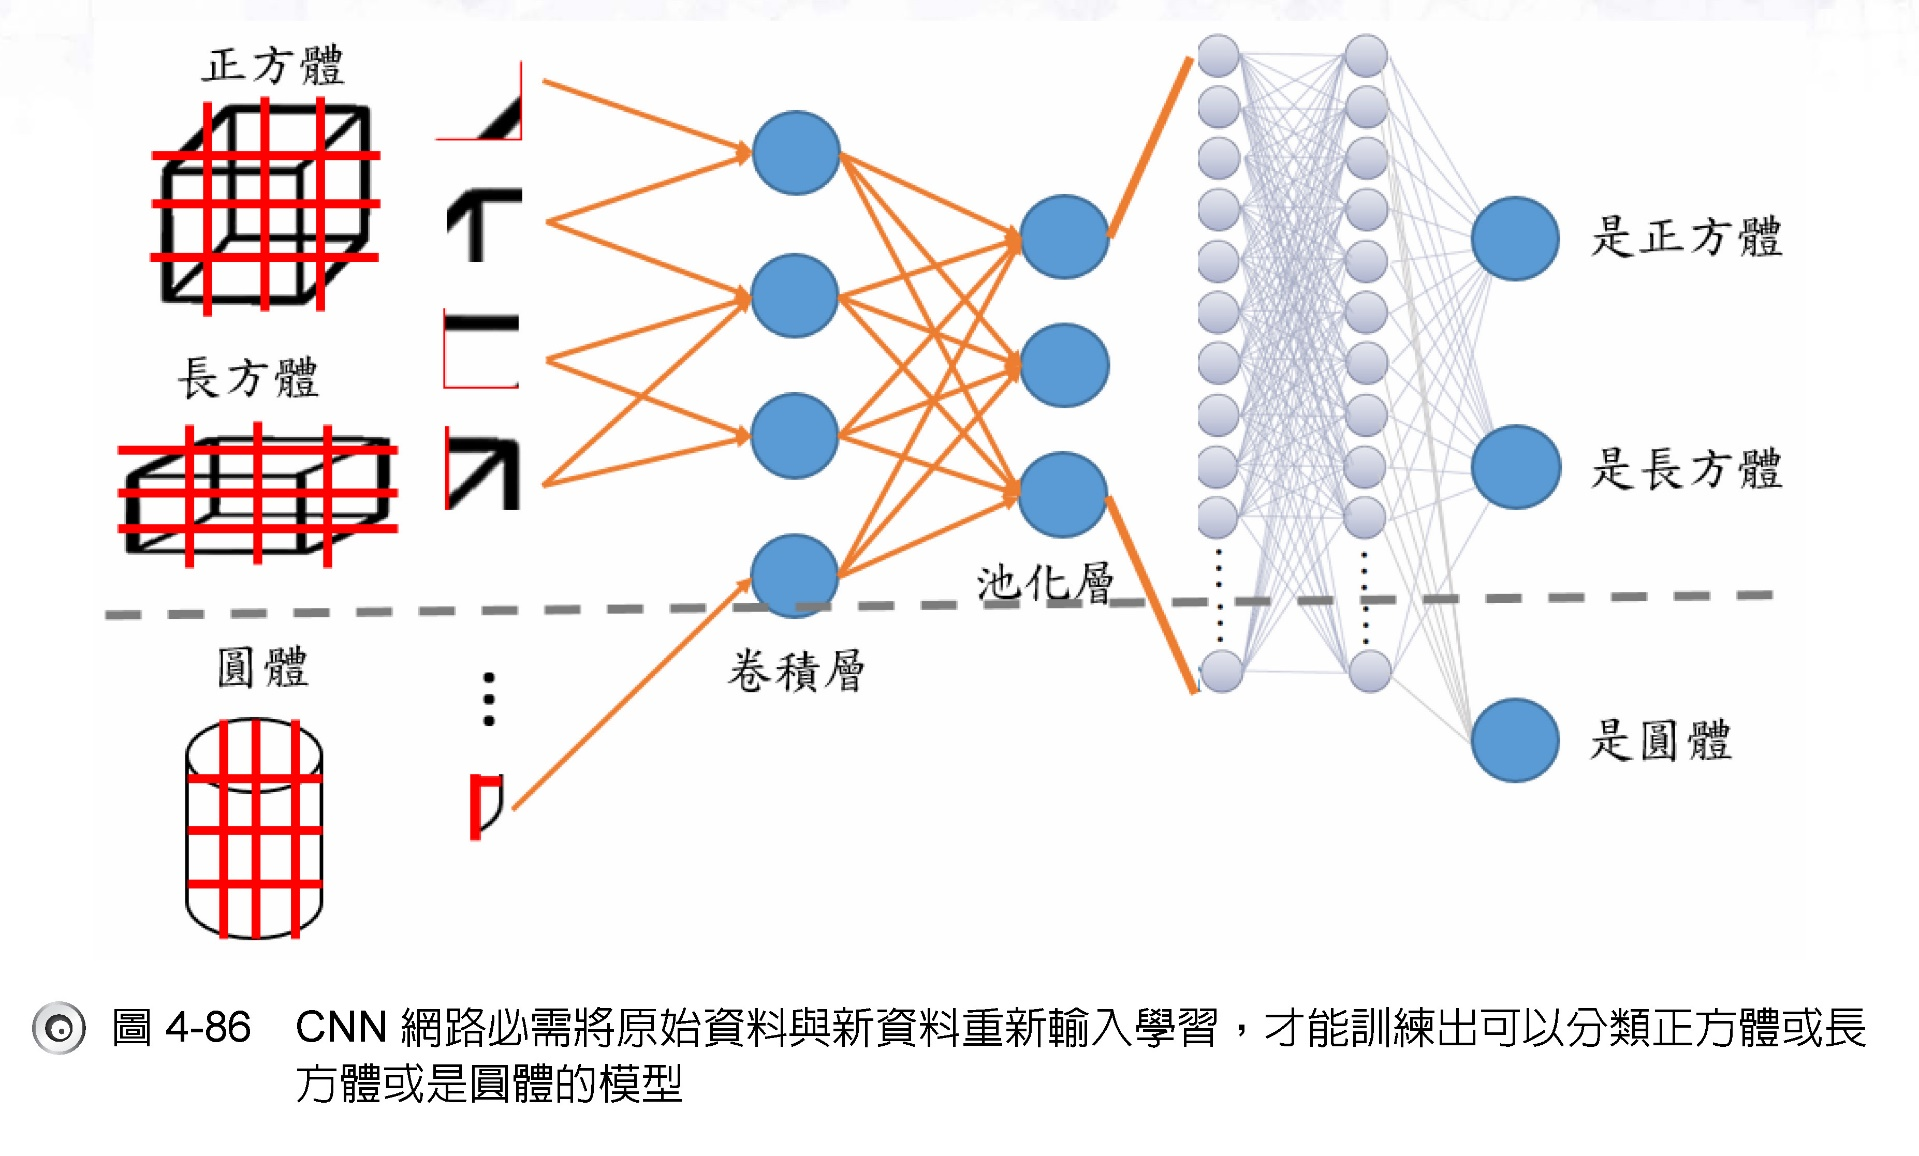 正方體
長方體
圓體
卷積層
池化層
是正方體
是長方體
是圓體
圖 4-86 CNN 網路必需將原始資料與新資料重新輸入學習，才能訓練出可以分類正方體或長
方體或是圓體的模型